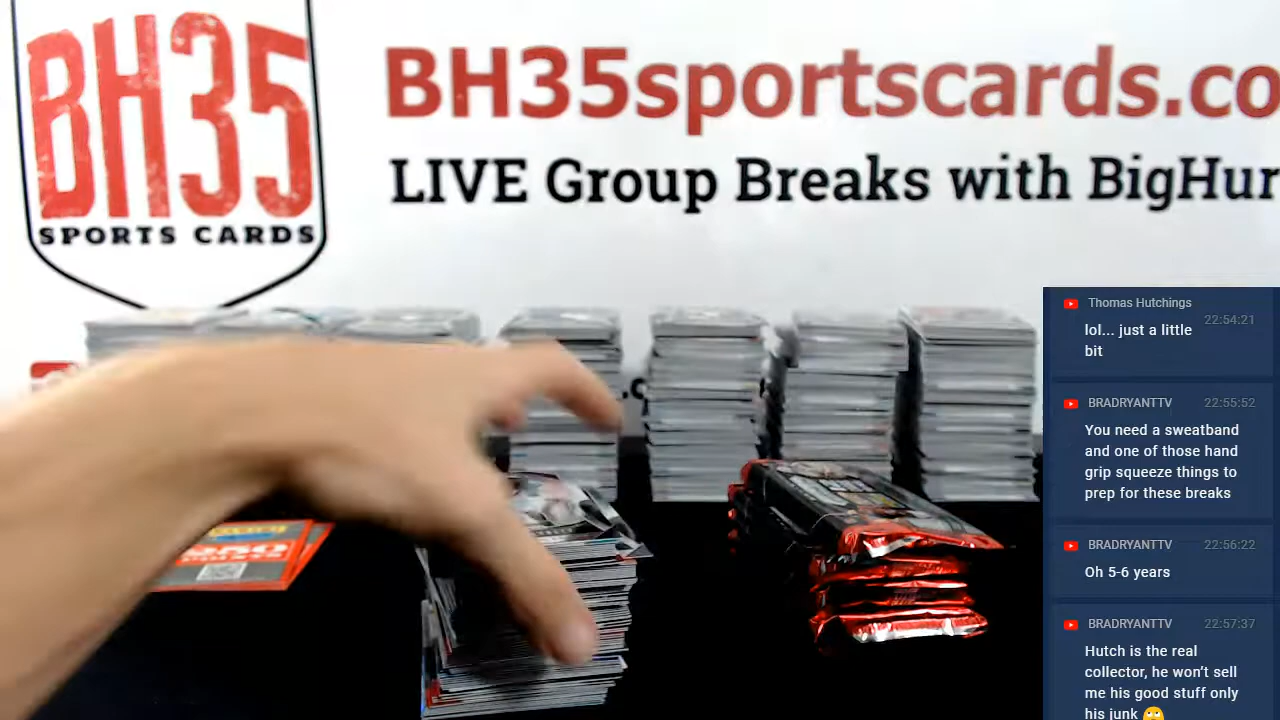 BH35
SPORTS CARDS
BH35sportscards.co
LIVE Group Breaks with BigHur
Thomas Hutchings
22:54:21
lol... just a little
bit
BRADRYANTTV 22:55:52
You need a sweatband
and one of those hand
grip squeeze things to
prep for these breaks
BRADRYANTTV 22:56:22
Oh 5-6 years
BRADRYANTTV 22:57:37
Hutch is the real
collector, he won't sell
me his good stuff only
his junk 🙄